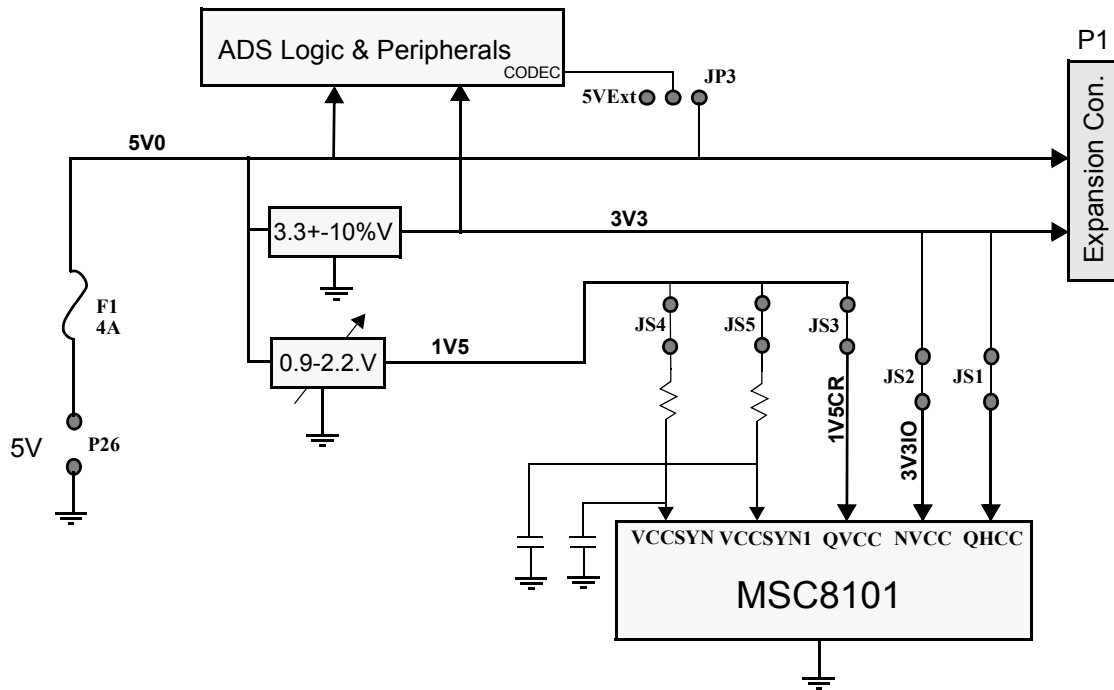 ADS Logic & Peripherals
CODEC
5VExt
JP3
P1
Expansion Con.
5V0
3.3+-10%V
3V3
F1
4A
0.9-2.2.V
1V5
JS4
JS5
JS3
JS2
JS1
1V5CR
3V3IO
5V
P26
VCCSYN
VCCSYN1
QVCC
NVCC
QHCC
MSC8101